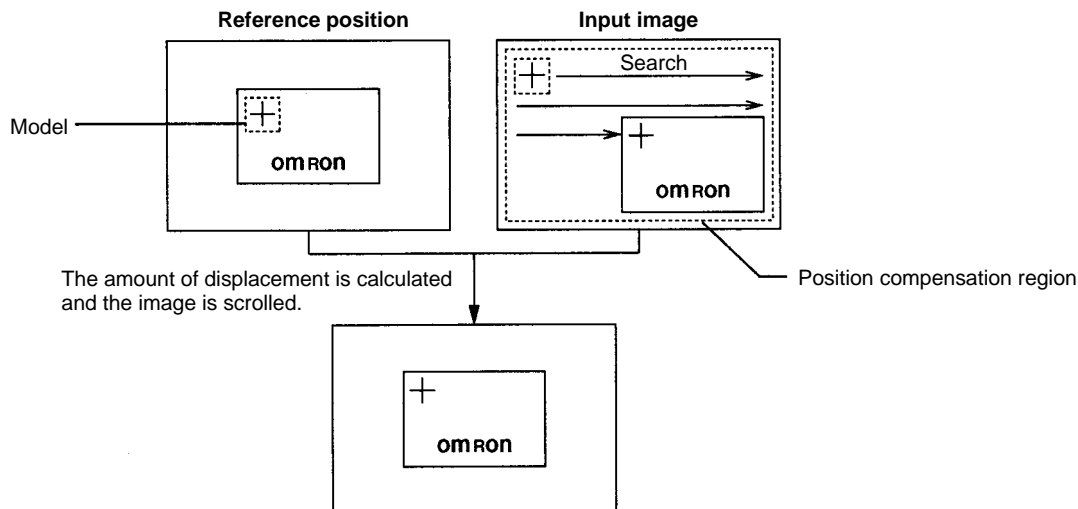 Reference position
Input image
Search
Model
omRon
omRon
The amount of displacement is calculated
and the image is scrolled.
Position compensation region
omRon